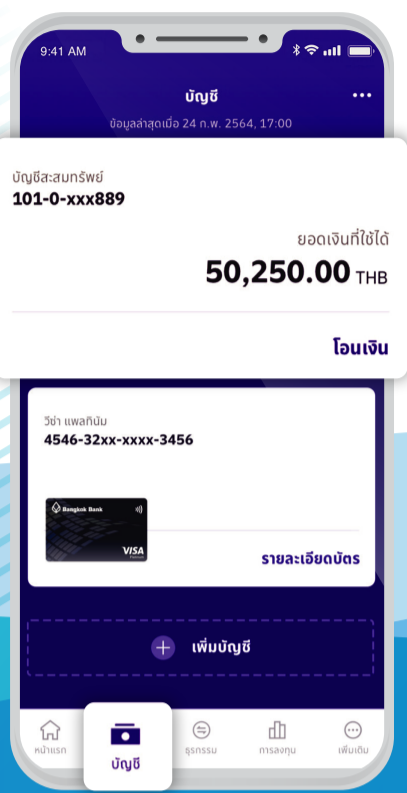 9:41 AM
บัญชี
ข้อมูลล่าสุดเมื่อ 24 ก.พ. 2564, 17:00
บัญชีสะสมทรัพย์
101-0-xxx889
ยอดเงินที่ใช้ได้
50,250.00 THB
โอนเงิน
วีซ่า แพลทินัม
4546-32xx-xxxx-3456
Bangkok Bank
VISA
Platinum
รายละเอียดบัตร
เพิ่มบัญชี
หน้าแรก
บัญชี
ธุรกรรม
การลงทุน
เพิ่มเติม